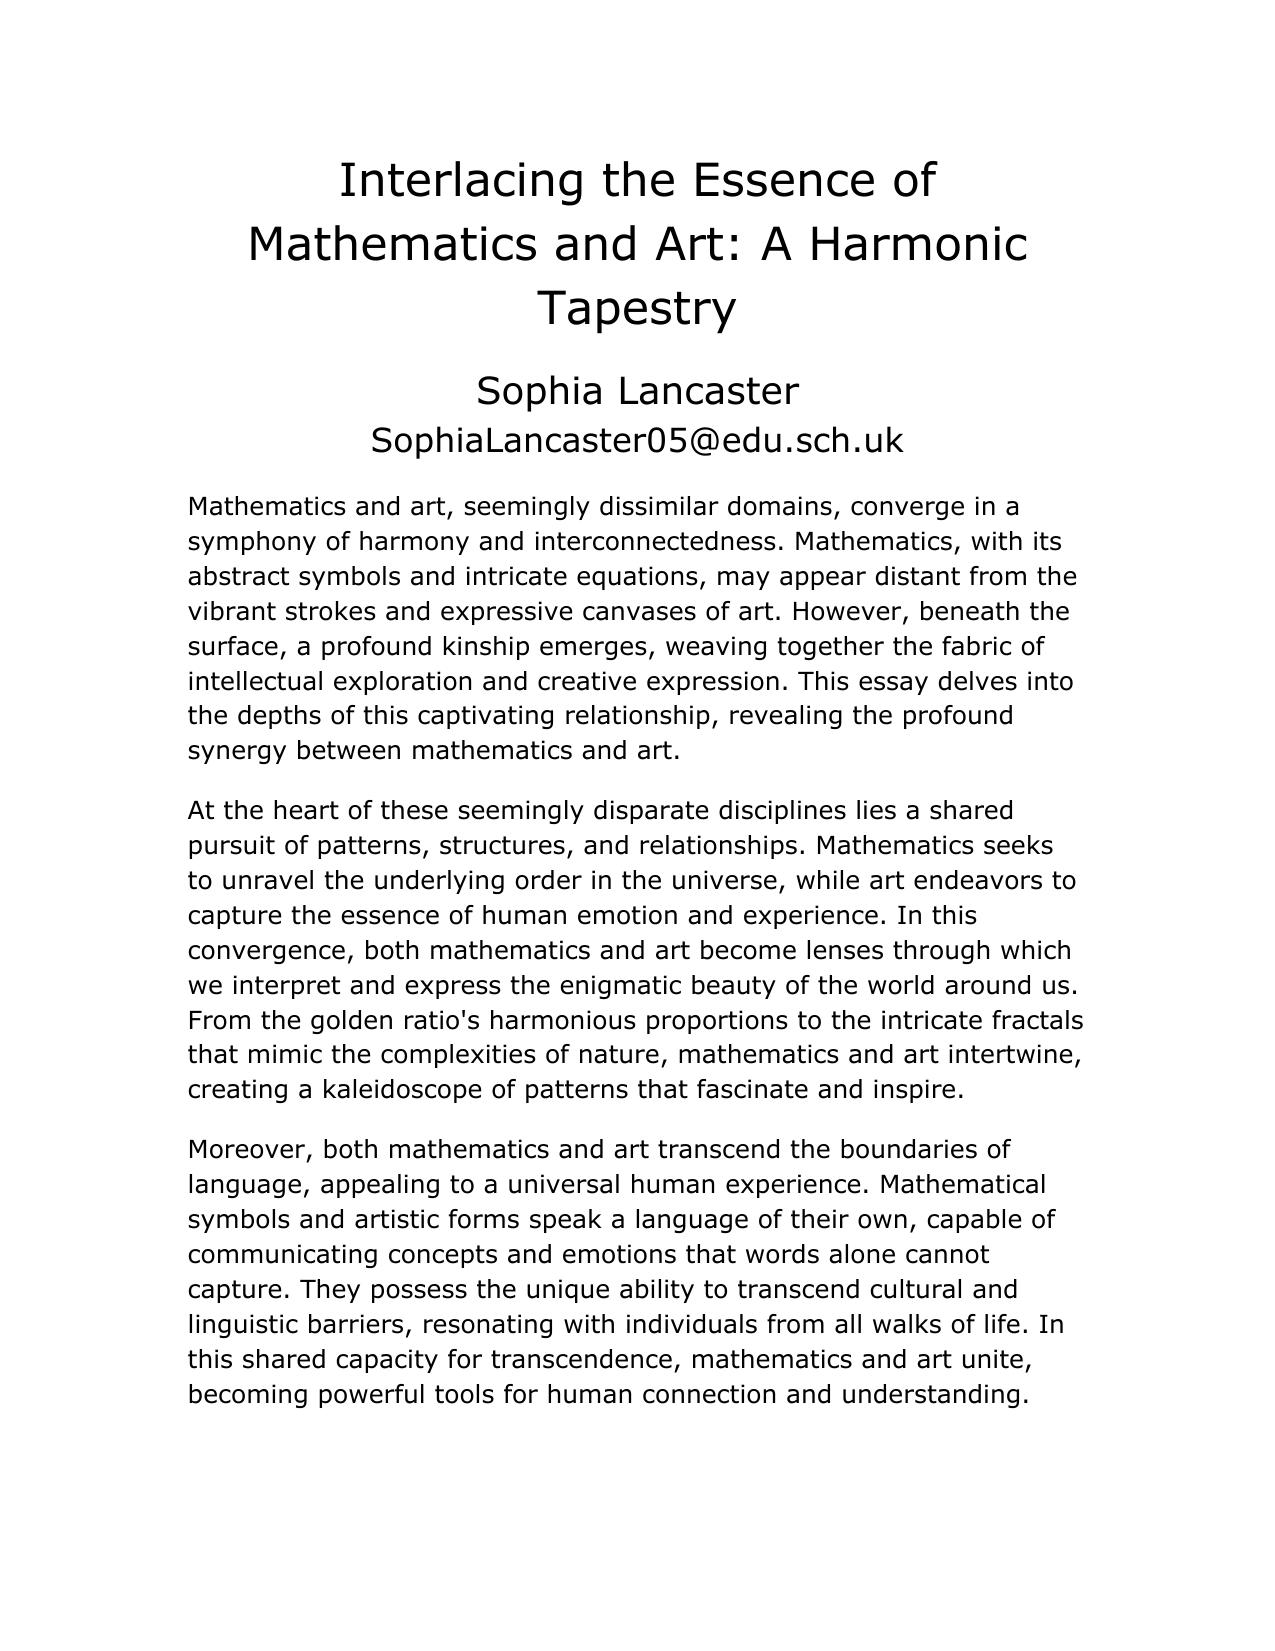 Interlacing the Essence of
Mathematics and Art: A Harmonic
Tapestry
Sophia Lancaster
SophiaLancaster05@edu.sch.uk
Mathematics and art, seemingly dissimilar domains, converge in a
symphony of harmony and interconnectedness. Mathematics, with its
abstract symbols and intricate equations, may appear distant from the
vibrant strokes and expressive canvases of art. However, beneath the
surface, a profound kinship emerges, weaving together the fabric of
intellectual exploration and creative expression. This essay delves into
the depths of this captivating relationship, revealing the profound
synergy between mathematics and art.
At the heart of these seemingly disparate disciplines lies a shared
pursuit of patterns, structures, and relationships. Mathematics seeks
to unravel the underlying order in the universe, while art endeavors to
capture the essence of human emotion and experience. In this
convergence, both mathematics and art become lenses through which
we interpret and express the enigmatic beauty of the world around us.
From the golden ratio's harmonious proportions to the intricate fractals
that mimic the complexities of nature, mathematics and art intertwine,
creating a kaleidoscope of patterns that fascinate and inspire.
Moreover, both mathematics and art transcend the boundaries of
language, appealing to a universal human experience. Mathematical
symbols and artistic forms speak a language of their own, capable of
communicating concepts and emotions that words alone cannot
capture. They possess the unique ability to transcend cultural and
linguistic barriers, resonating with individuals from all walks of life. In
this shared capacity for transcendence, mathematics and art unite,
becoming powerful tools for human connection and understanding.